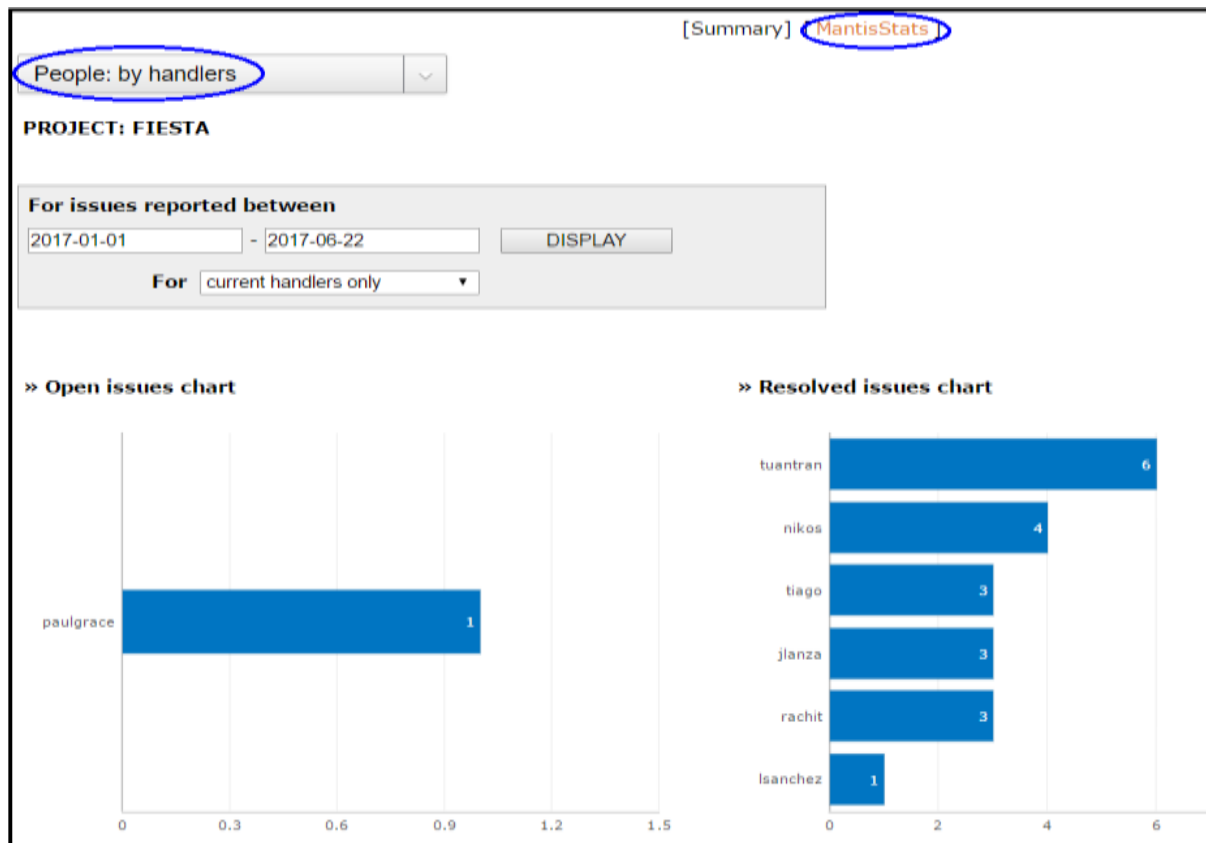 [Summary] [MantisStats ]
People: by handlers
PROJECT: FIESTA
For issues reported between
2017-01-01 - 2017-06-22 DISPLAY
For current handlers only
» Open issues chart
paulgrace 1
0 0.3 0.6 0.9 1.2 1.5
» Resolved issues chart
tuantran 6
nikos 4
tiago 3
jlanza 3
rachit 3
lsanchez 1
0 2 4 6